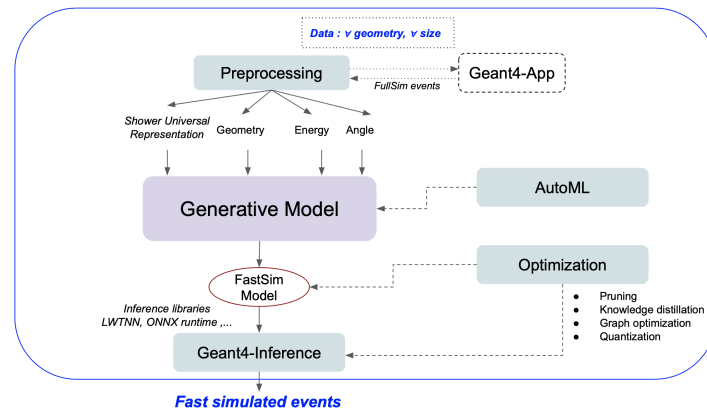 Data : ∀ geometry, ∀ size
Preprocessing
Geant4-App
FullSim events
Shower Universal
Representation
Geometry
Energy
Angle
Generative Model
AutoML
FastSim
Model
Optimization
Inference libraries
LWTNN, ONNX runtime ,...
● Pruning
● Knowledge distillation
● Graph optimization
● Quantization
Geant4-Inference
Fast simulated events